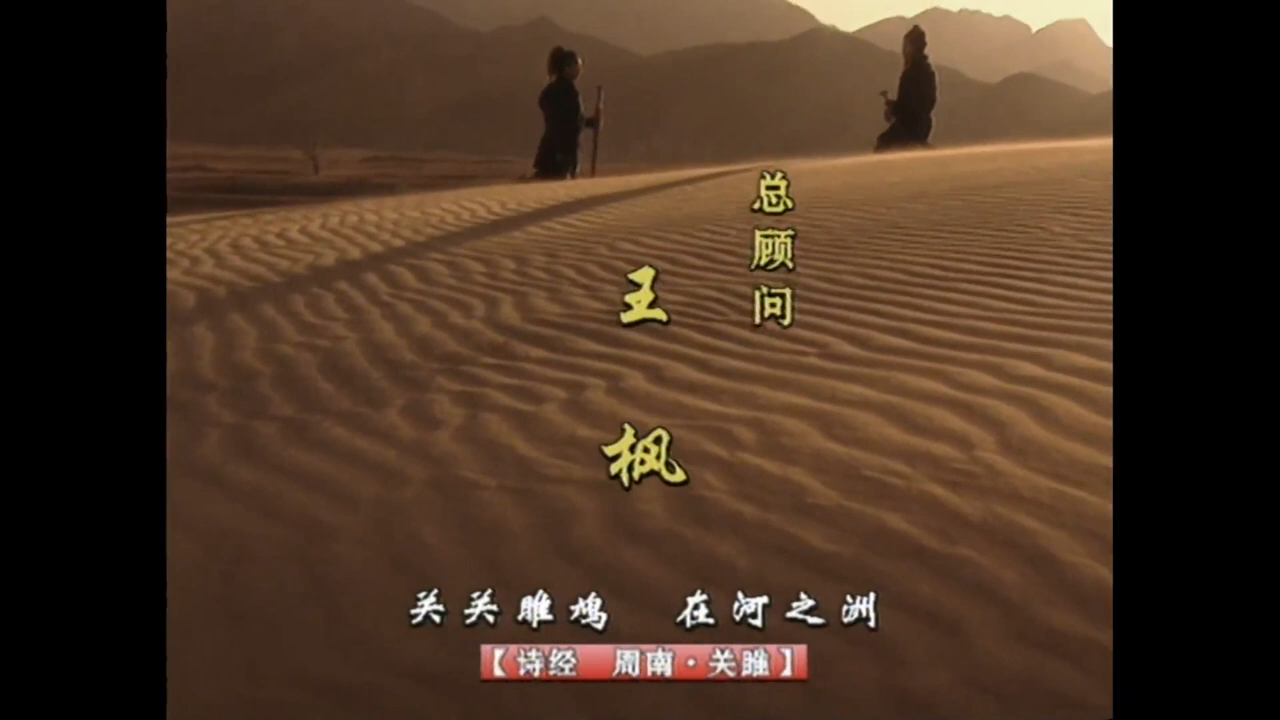 总顾问
王枫
关关雎鸠 在河之洲
【诗经 周南·关雎】